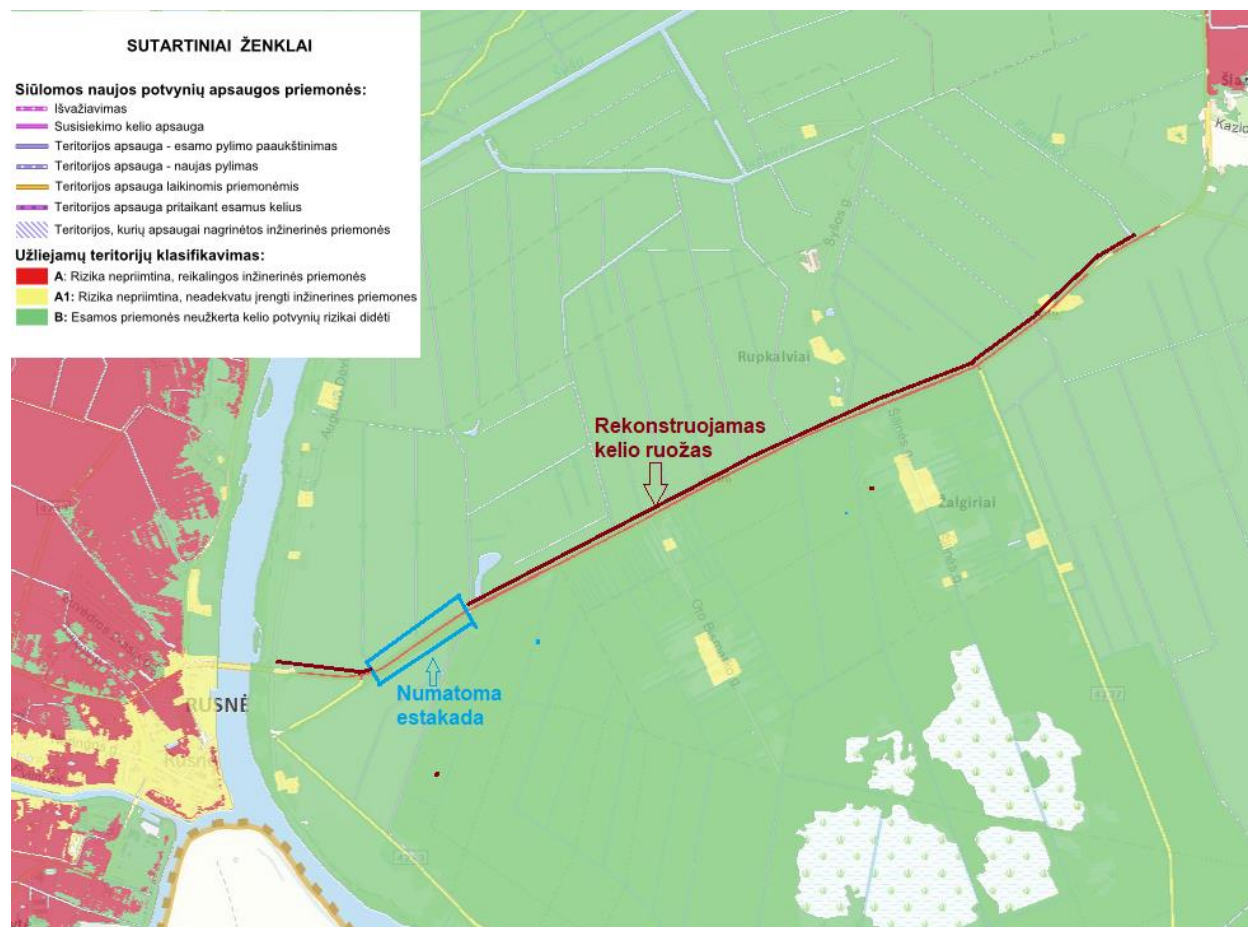 SUTARTINIAI ŽENKLAI
Siūlomos naujos potvynių apsaugos priemonės:
Išvažiavimas
Susisiekimo kelio apsauga
Teritorijos apsauga - esamo pylimo paaukštinimas
Teritorijos apsauga - naujas pylimas
Teritorijos apsauga laikinomis priemonėmis
Teritorijos apsauga pritaikant esamus kelius
Teritorijos, kurių apsaugai nagrinėtos inžinerinės priemonės
Užliejamų teritorijų klasifikavimas:
A: Rizika nepriimtina, reikalingos inžinerinės priemonės
A1: Rizika nepriimtina, neadekvatu įrengti inžinerines priemones
B: Esamos priemonės neužkerta kelio potvynių rizikai didėti
Šyšos g.
Rupkalviai
Rekonstruojamas
kelio ruožas
Šilinės g.
Žalgiriai
Numatoma
estakada
RUSNĖ
Rusnė